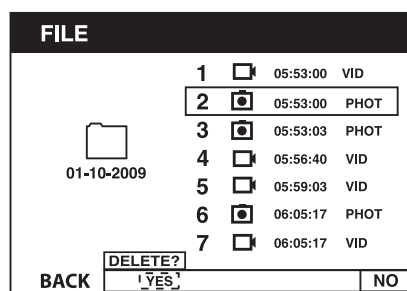 FILE
1 05:53:00 VID
2 05:53:00 PHOT
3 05:53:03 PHOT
4 05:56:40 VID
5 05:59:03 VID
6 06:05:17 PHOT
7 06:05:17 VID
01-10-2009
DELETE?
BACK YES NO